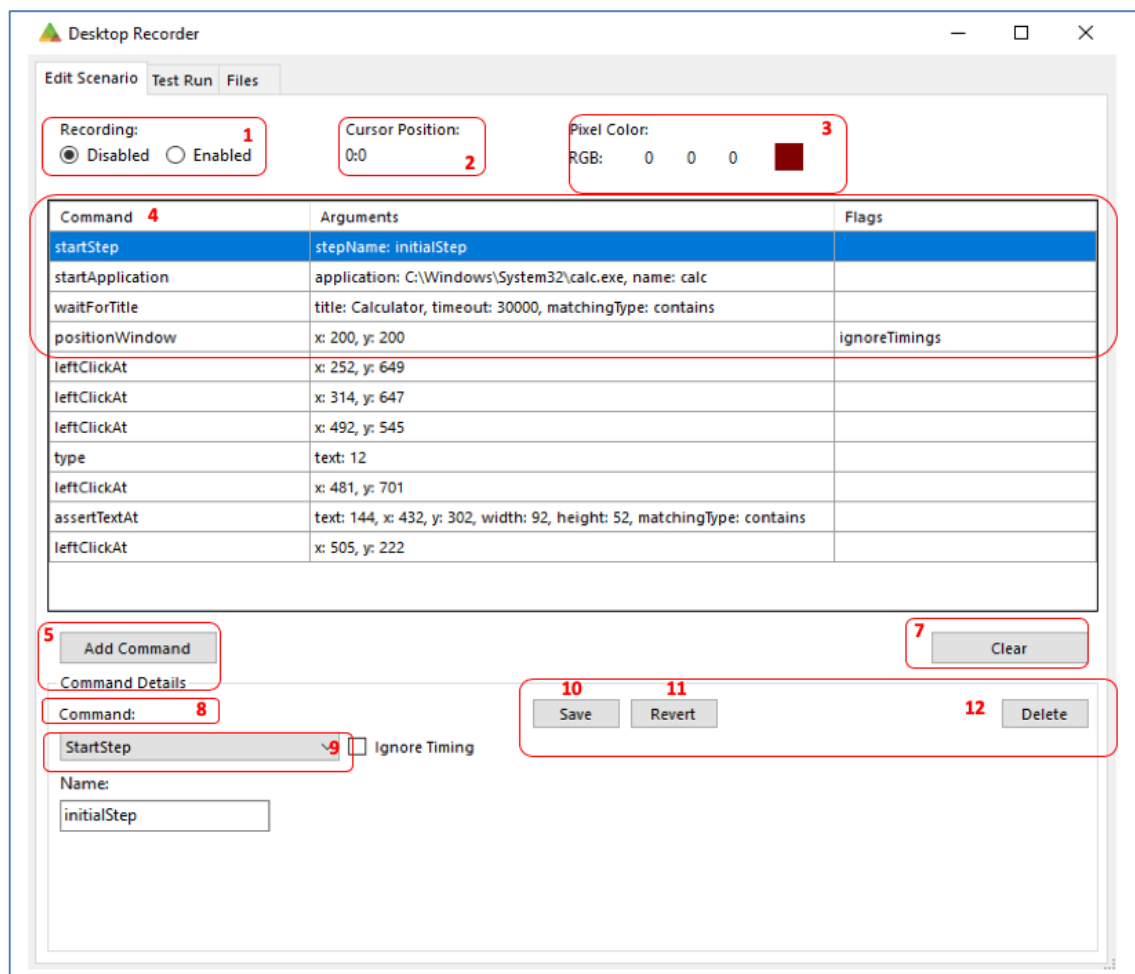 Desktop Recorder
Edit Scenario Test Run Files
Recording: 1 Cursor Position: Pixel Color: 3
Disabled Enabled 0:0 2 RGB: 0 0 0
Command 4 Arguments Flags
startStep stepName: initialStep
startApplication application: C:\Windows\System32\calc.exe, name: calc
waitForTitle title: Calculator, timeout: 30000, matchingType: contains
positionWindow x: 200, y: 200 ignoreTimings
leftClickAt x: 252, y: 649
leftClickAt x: 314, y: 647
leftClickAt x: 492, y: 545
type text: 12
leftClickAt x: 481, y: 701
assertTextAt text: 144, x: 432, y: 302, width: 92, height: 52, matchingType: contains
leftClickAt x: 505, y: 222
5 Add Command 7 Clear
Command Details
Command: 8 10 Save 11 Revert 12 Delete
StartStep 9 Ignore Timing
Name:
initialStep